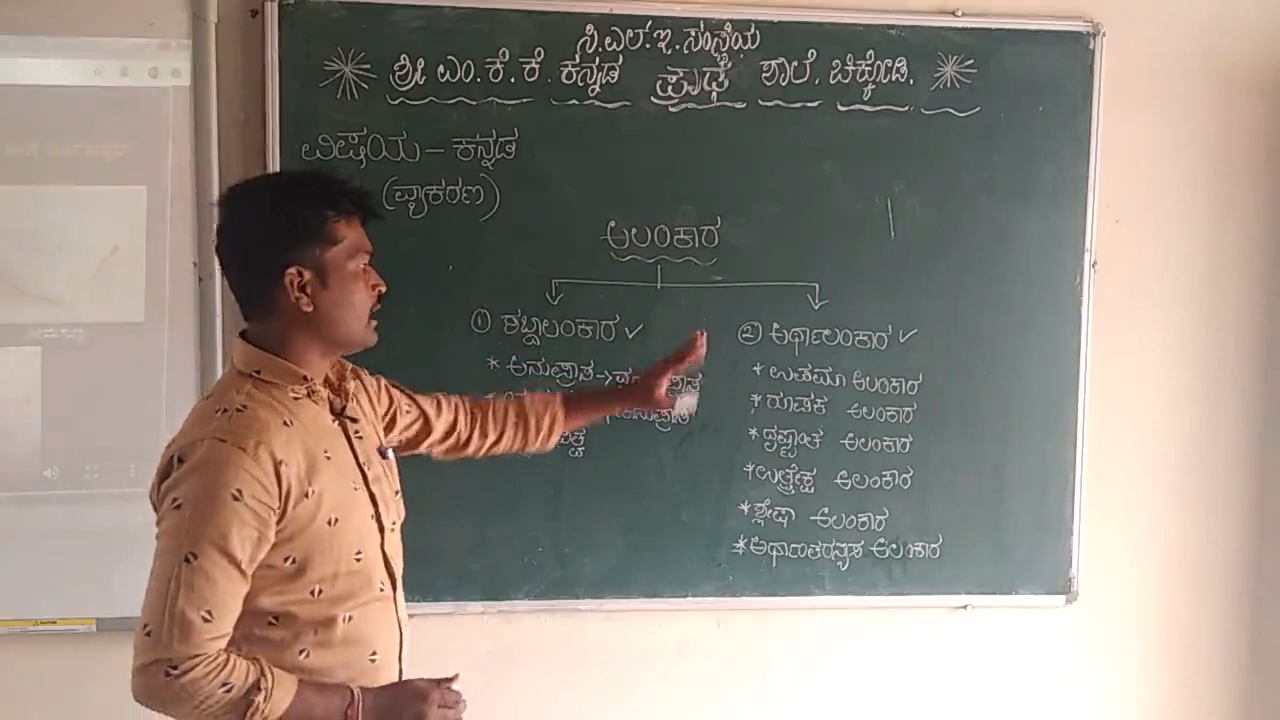 ಸಿ.ಎಲ್.ಇ.ಸಂಸ್ಥೆಯ
ಶ್ರೀ ಎಂ.ಕೆ.ಕೆ.ಕನ್ನಡ ಪ್ರೌಢ ಶಾಲೆ. ಚಿಕ್ಕೋಡಿ.
ವಿಷಯ – ಕನ್ನಡ
(ವ್ಯಾಕರಣ)
ಅಲಂಕಾರ
① ಶಬ್ದಾಲಂಕಾರ ✓
* ಅನುಪ್ರಾಸ →
② ಅರ್ಥಾಲಂಕಾರ ✓
* ಉಪಮಾ ಅಲಂಕಾರ
* ರೂಪಕ ಅಲಂಕಾರ
* ದೃಷ್ಟಾಂತ ಅಲಂಕಾರ
* ಉತ್ಪ್ರೇಕ್ಷ ಅಲಂಕಾರ
* ಶ್ಲೇಷಾ ಅಲಂಕಾರ
* ಅರ್ಥಾಂತರನ್ಯಾಸ ಅಲಂಕಾರ